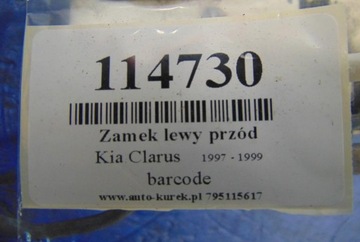 114730
Zamek lewy przód
Kia Clarus 1997 - 1999
barcode
www.auto-kurek.pl 795115617